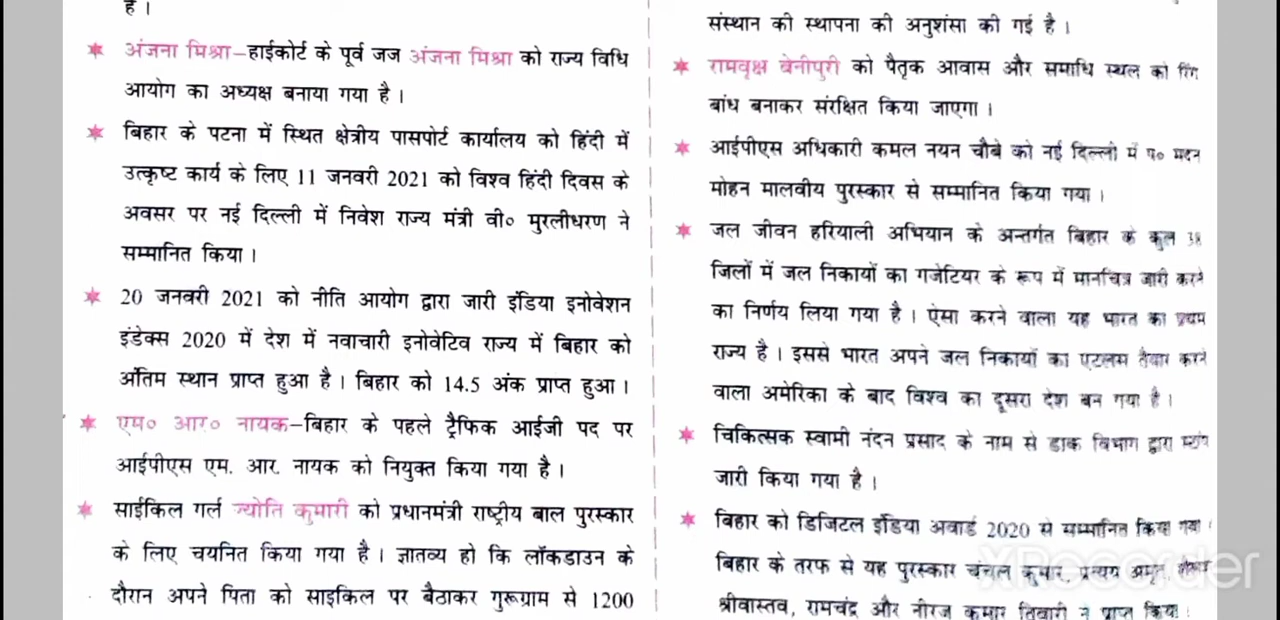 है ।
अंजना मिश्रा–हाईकोर्ट के पूर्व जज अंजना मिश्रा को राज्य विधि
आयोग का अध्यक्ष बनाया गया है ।
बिहार के पटना में स्थित क्षेत्रीय पासपोर्ट कार्यालय को हिंदी में
उत्कृष्ट कार्य के लिए 11 जनवरी 2021 को विश्व हिंदी दिवस के
अवसर पर नई दिल्ली में निवेश राज्य मंत्री वी० मुरलीधरण ने
सम्मानित किया ।
20 जनवरी 2021 को नीति आयोग द्वारा जारी इंडिया इनोवेशन
इंडेक्स 2020 में देश में नवाचारी इनोवेटिव राज्य में बिहार को
अंतिम स्थान प्राप्त हुआ है । बिहार को 14.5 अंक प्राप्त हुआ ।
एम० आर० नायक–बिहार के पहले ट्रैफिक आईजी पद पर
आईपीएस एम. आर. नायक को नियुक्त किया गया है ।
साईकिल गर्ल ज्योति कुमारी को प्रधानमंत्री राष्ट्रीय बाल पुरस्कार
के लिए चयनित किया गया है । ज्ञातव्य हो कि लॉकडाउन के
दौरान अपने पिता को साइकिल पर बैठाकर गुरूग्राम से 1200
संस्थान की स्थापना की अनुशंसा की गई है ।
रामवृक्ष बेनीपुरी को पैतृक आवास और समाधि स्थल को रिंग
बांध बनाकर संरक्षित किया जाएगा ।
आईपीएस अधिकारी कमल नयन चौबे को नई दिल्ली में प० मदन
मोहन मालवीय पुरस्कार से सम्मानित किया गया ।
जल जीवन हरियाली अभियान के अन्तर्गत बिहार के कुल 38
जिलों में जल निकायों का गजेटियर के रूप में मानचित्र जारी करने
का निर्णय लिया गया है । ऐसा करने वाला यह भारत का प्रथम
राज्य है । इससे भारत अपने जल निकायों का एटलस तैयार करने
वाला अमेरिका के बाद विश्व का दूसरा देश बन गया है ।
चिकित्सक स्वामी नंदन प्रसाद के नाम से डाक विभाग द्वारा
जारी किया गया है ।
बिहार को डिजिटल इंडिया अवार्ड 2020 से सम्मानित किया गया ।
बिहार के तरफ से यह पुरस्कार चंचल कुमार, प्रत्यय अमृत,
श्रीवास्तव, रामचंद्र और नीरज कुमार तिवारी ने प्राप्त किया ।
XRecorder